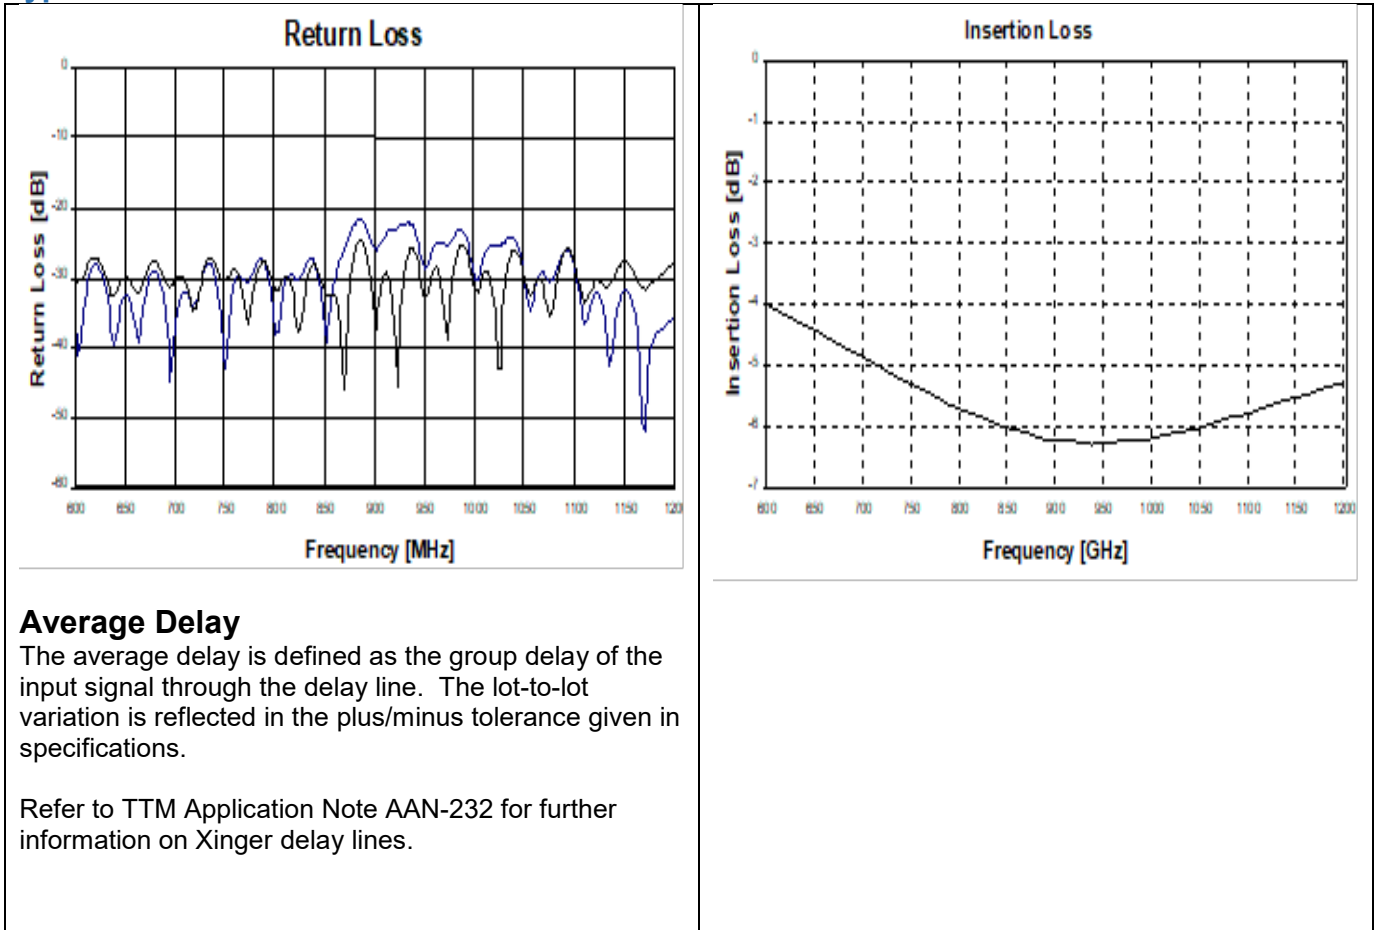 Return Loss
0
-10
-20
-30
-40
-50
-60
Return Loss [dB]
600 650 700 750 800 850 900 950 1000 1050 1100 1150 120
Frequency [MHz]
Average Delay
The average delay is defined as the group delay of the
input signal through the delay line. The lot-to-lot
variation is reflected in the plus/minus tolerance given in
specifications.
Refer to TTM Application Note AAN-232 for further
information on Xinger delay lines.
Insertion Loss
0
-1
-2
-3
-4
-5
-6
-7
Insertion Loss [dB]
600 650 700 750 800 850 900 950 1000 1050 1100 1150 1200
Frequency [GHz]